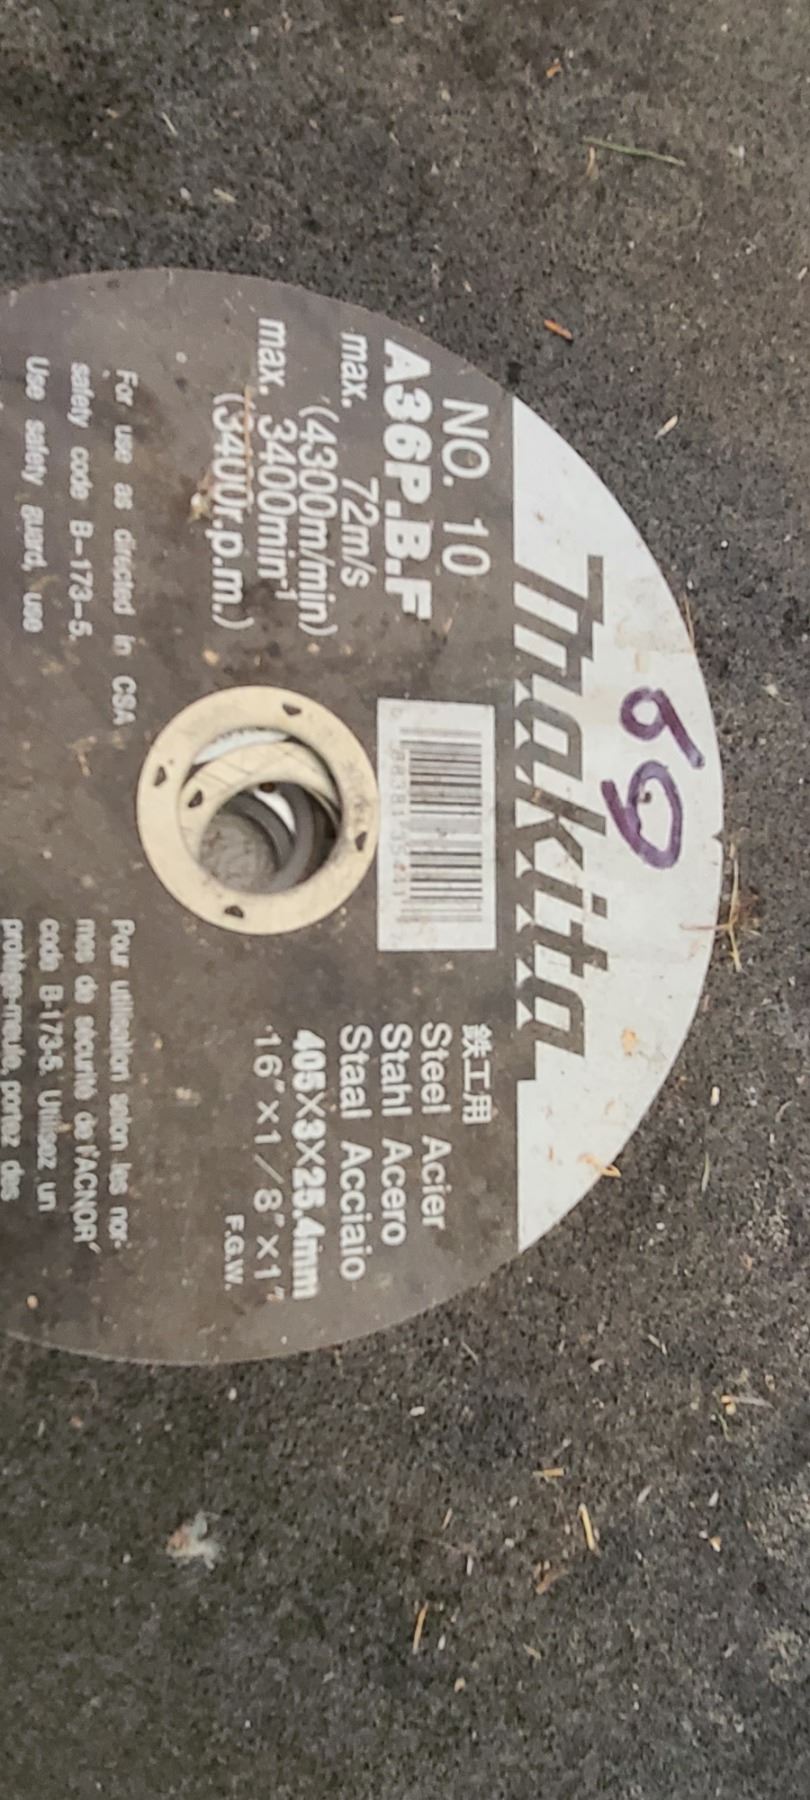 69
makita
NO. 10
A36P.B.F
max. 72m/s
(4300m/min)
max. 3400min⁻¹
(3400r.p.m.)
鉄工用
Steel Acier
Stahl Acero
Staal Acciaio
405×3×25.4mm
16"×1/8"×1"
F.G.W.
For use as directed in CSA
safety code B-173-5.
Use safety guard, use
Pour utilisation selon les nor-
mes de sécurité de l'ACNOR
code B-173-5. Utilisez un
protège-meule, portez des